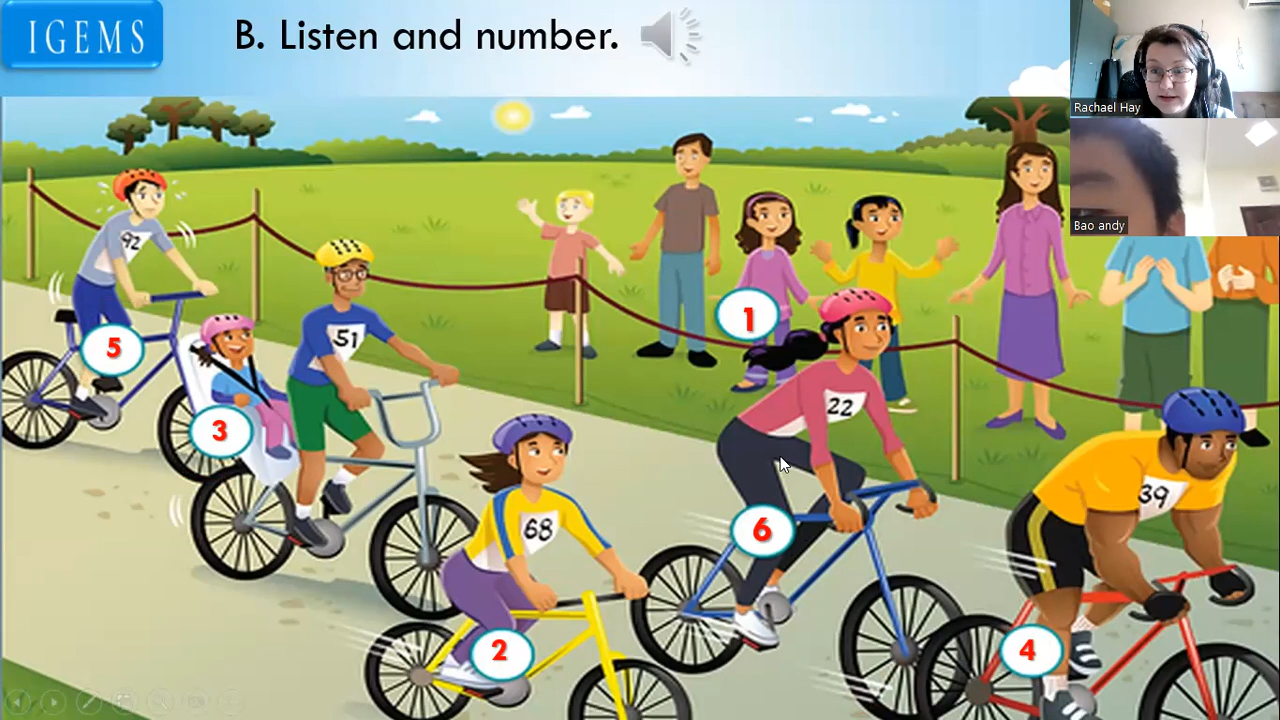 IGEMS
B. Listen and number.
Rachael Hay
Bao andy
92
51
5
1
22
3
39
68
6
2
4